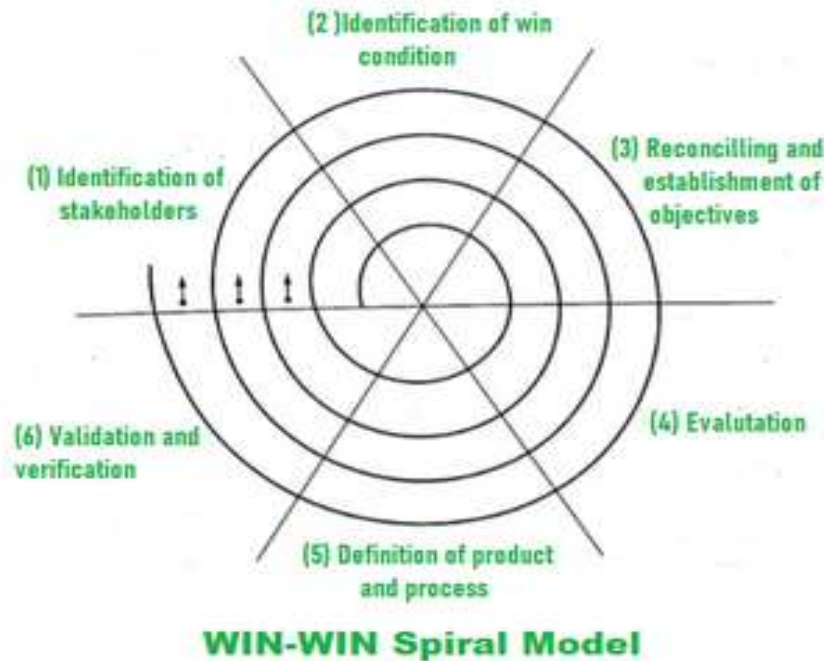 (2 )Identification of win
condition
(1) Identification of
stakeholders
(3) Reconcilling and
establishment of
objectives
(4) Evalutation
(5) Definition of product
and process
(6) Validation and
verification
WIN-WIN Spiral Model